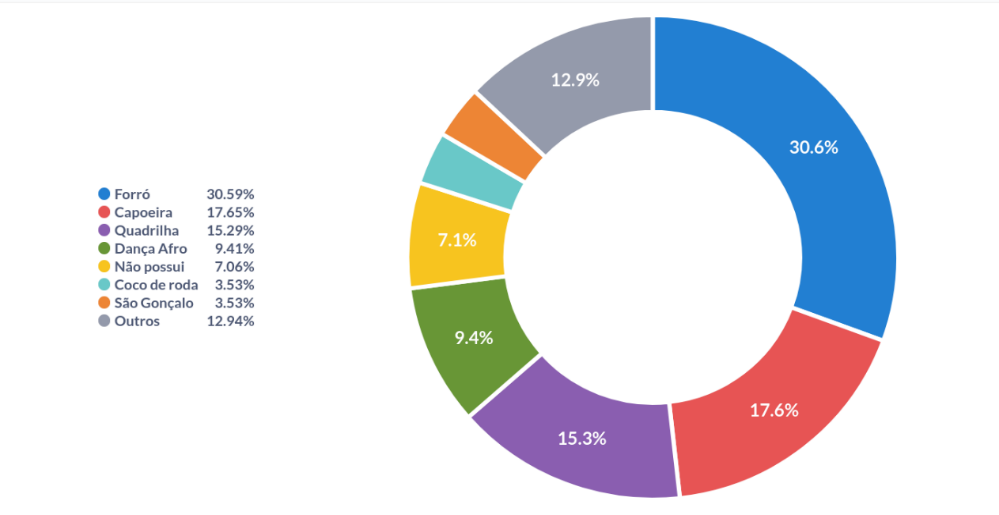 Forró 30.59%
Capoeira 17.65%
Quadrilha 15.29%
Dança Afro 9.41%
Não possui 7.06%
Coco de roda 3.53%
São Gonçalo 3.53%
Outros 12.94%
12.9%
30.6%
7.1%
9.4%
17.6%
15.3%